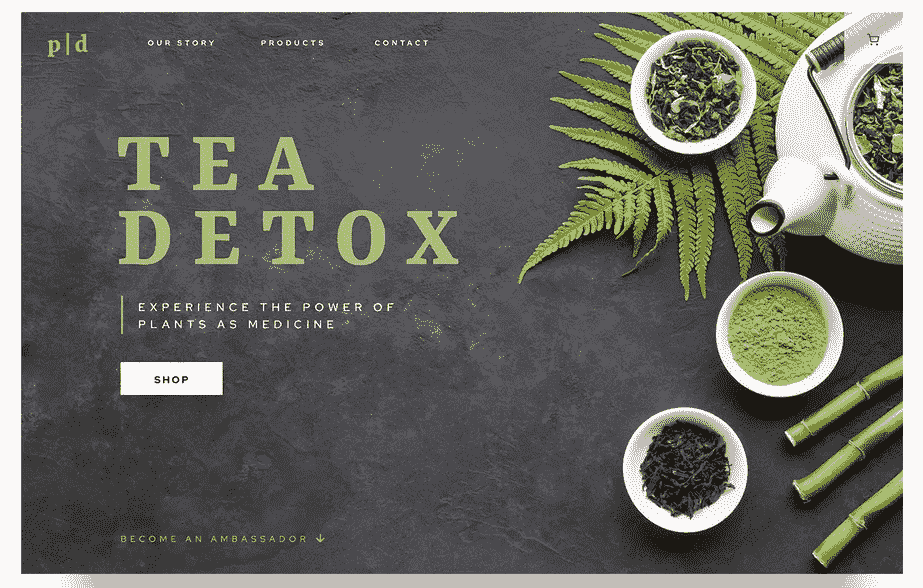 p|d
OUR STORY
PRODUCTS
CONTACT
TEA
DETOX
EXPERIENCE THE POWER OF
PLANTS AS MEDICINE
SHOP
BECOME AN AMBASSADOR ↓